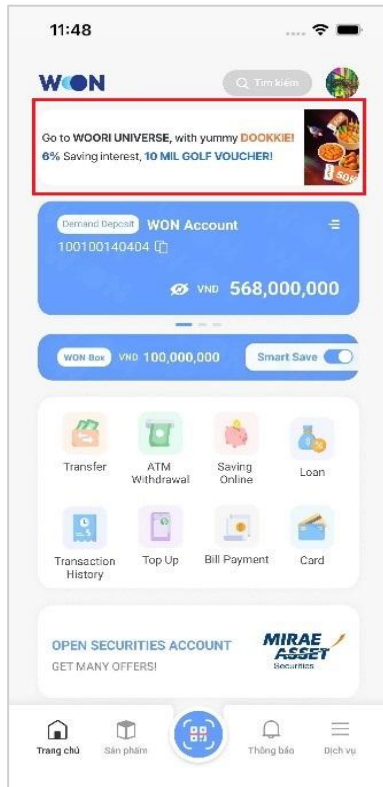 11:48
WON
Tìm kiếm
Go to WOORI UNIVERSE, with yummy DOOKKIE!
6% Saving interest, 10 MIL GOLF VOUCHER!
50K
Demand Deposit WON Account
100100140404
VND 568,000,000
WON Box VND 100,000,000 Smart Save
Transfer ATM Withdrawal Saving Online Loan
Transaction History Top Up Bill Payment Card
OPEN SECURITIES ACCOUNT
GET MANY OFFERS!
MIRAE ASSET
Securities
Trang chủ Sản phẩm Thông báo Dịch vụ